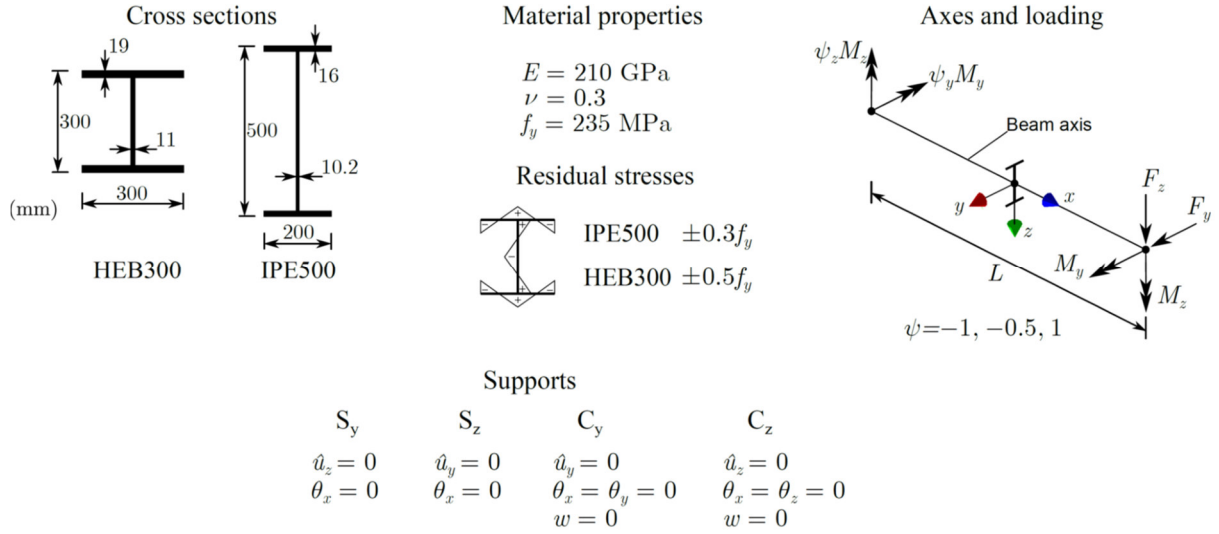 Cross sections
19
300
11
300
(mm)
HEB300
16
500
10.2
200
IPE500
Material properties
E = 210 GPa
ν = 0.3
f_y = 235 MPa
Residual stresses
+
− −
+
−
+
− + −
IPE500 ±0.3f_y
HEB300 ±0.5f_y
Axes and loading
ψ_zM_z
ψ_yM_y
Beam axis
y
x
z
F_z
F_y
M_y
M_z
L
ψ=−1, −0.5, 1
Supports
S_y S_z C_y C_z
û_z = 0 û_y = 0 û_y = 0 û_z = 0
θ_x = 0 θ_x = 0 θ_x = θ_y = 0 θ_x = θ_z = 0
w = 0 w = 0